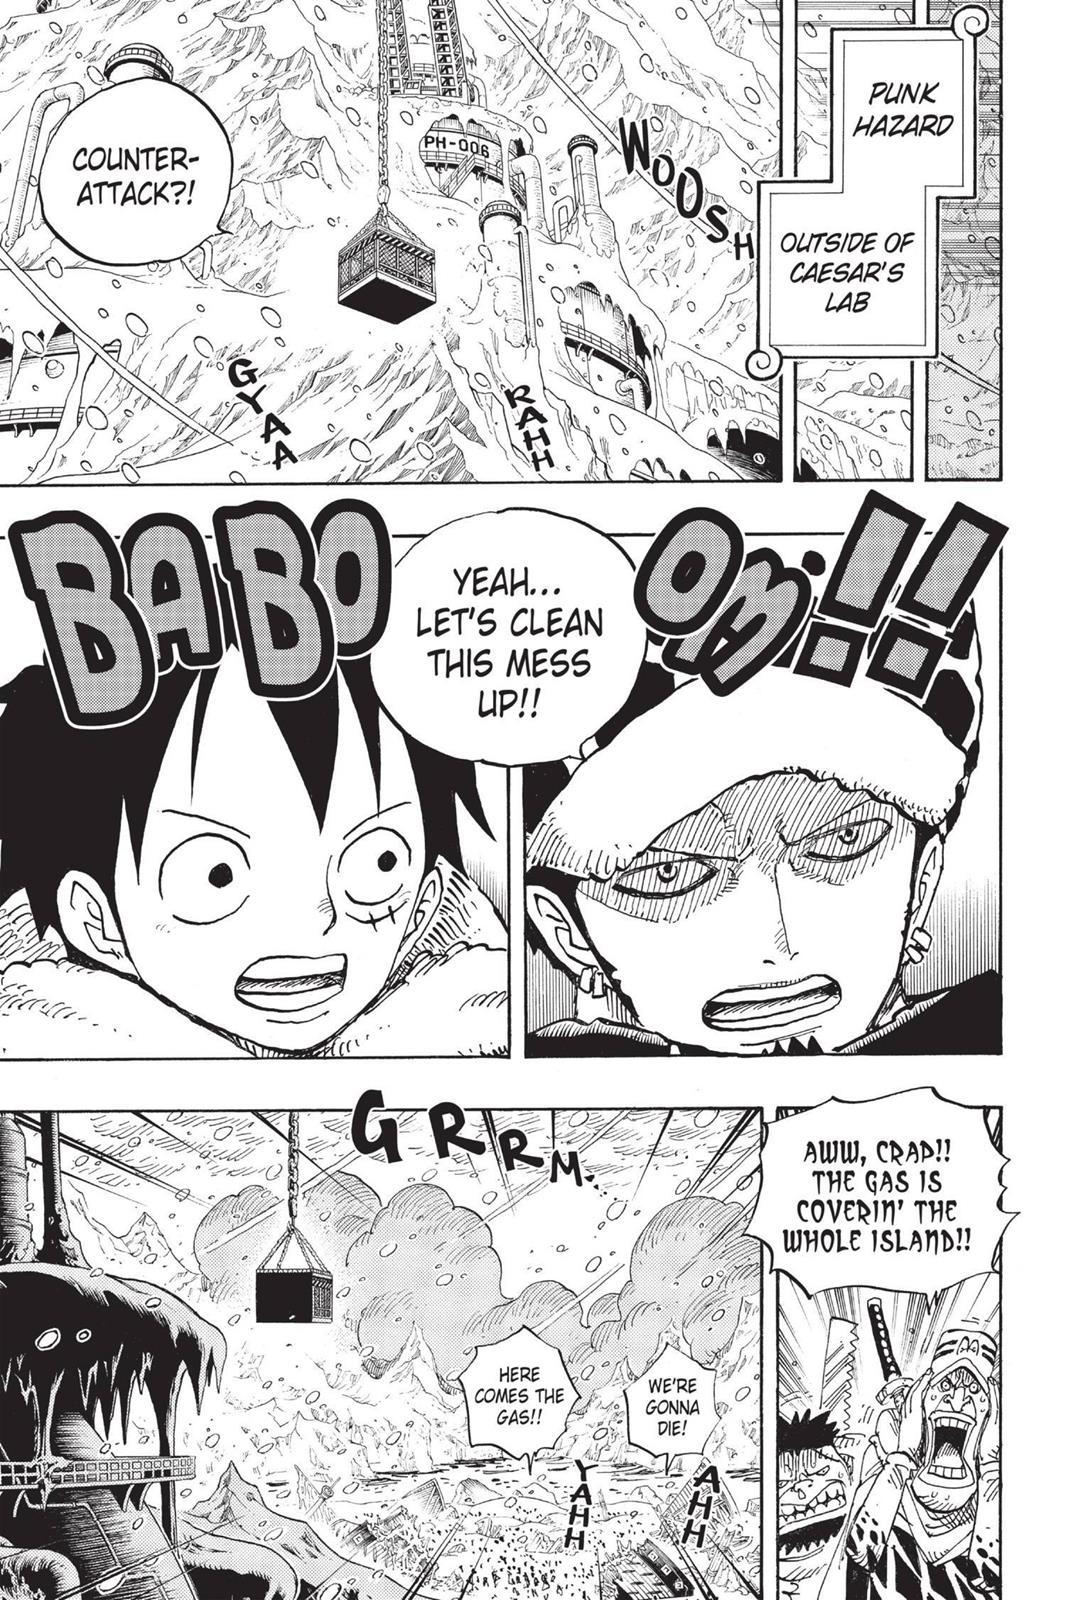 PUNK
HAZARD
OUTSIDE OF
CAESAR'S
LAB
PH-006
WOOSH
COUNTER-
ATTACK?!
RAHH
GYAA
BABOOM!!
YEAH...
LET'S CLEAN
THIS MESS
UP!!
GRRM...
AWW, CRAP!!
THE GAS IS
COVERIN' THE
WHOLE ISLAND!!
WE'RE
GONNA
DIE!
HERE
COMES THE
GAS!!
AHH
YAHH